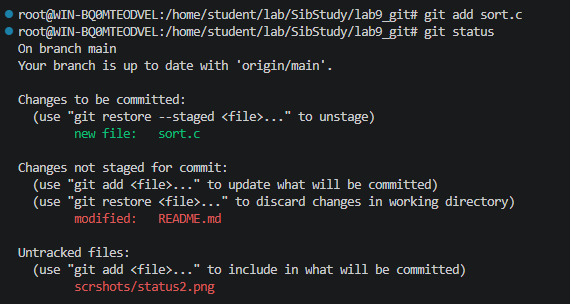 root@WIN-BQ0MTEODVEL:/home/student/lab/SibStudy/lab9_git# git add sort.c
root@WIN-BQ0MTEODVEL:/home/student/lab/SibStudy/lab9_git# git status
On branch main
Your branch is up to date with 'origin/main'.

Changes to be committed:
  (use "git restore --staged <file>..." to unstage)
        new file:   sort.c

Changes not staged for commit:
  (use "git add <file>..." to update what will be committed)
  (use "git restore <file>..." to discard changes in working directory)
        modified:   README.md

Untracked files:
  (use "git add <file>..." to include in what will be committed)
        scrshots/status2.png